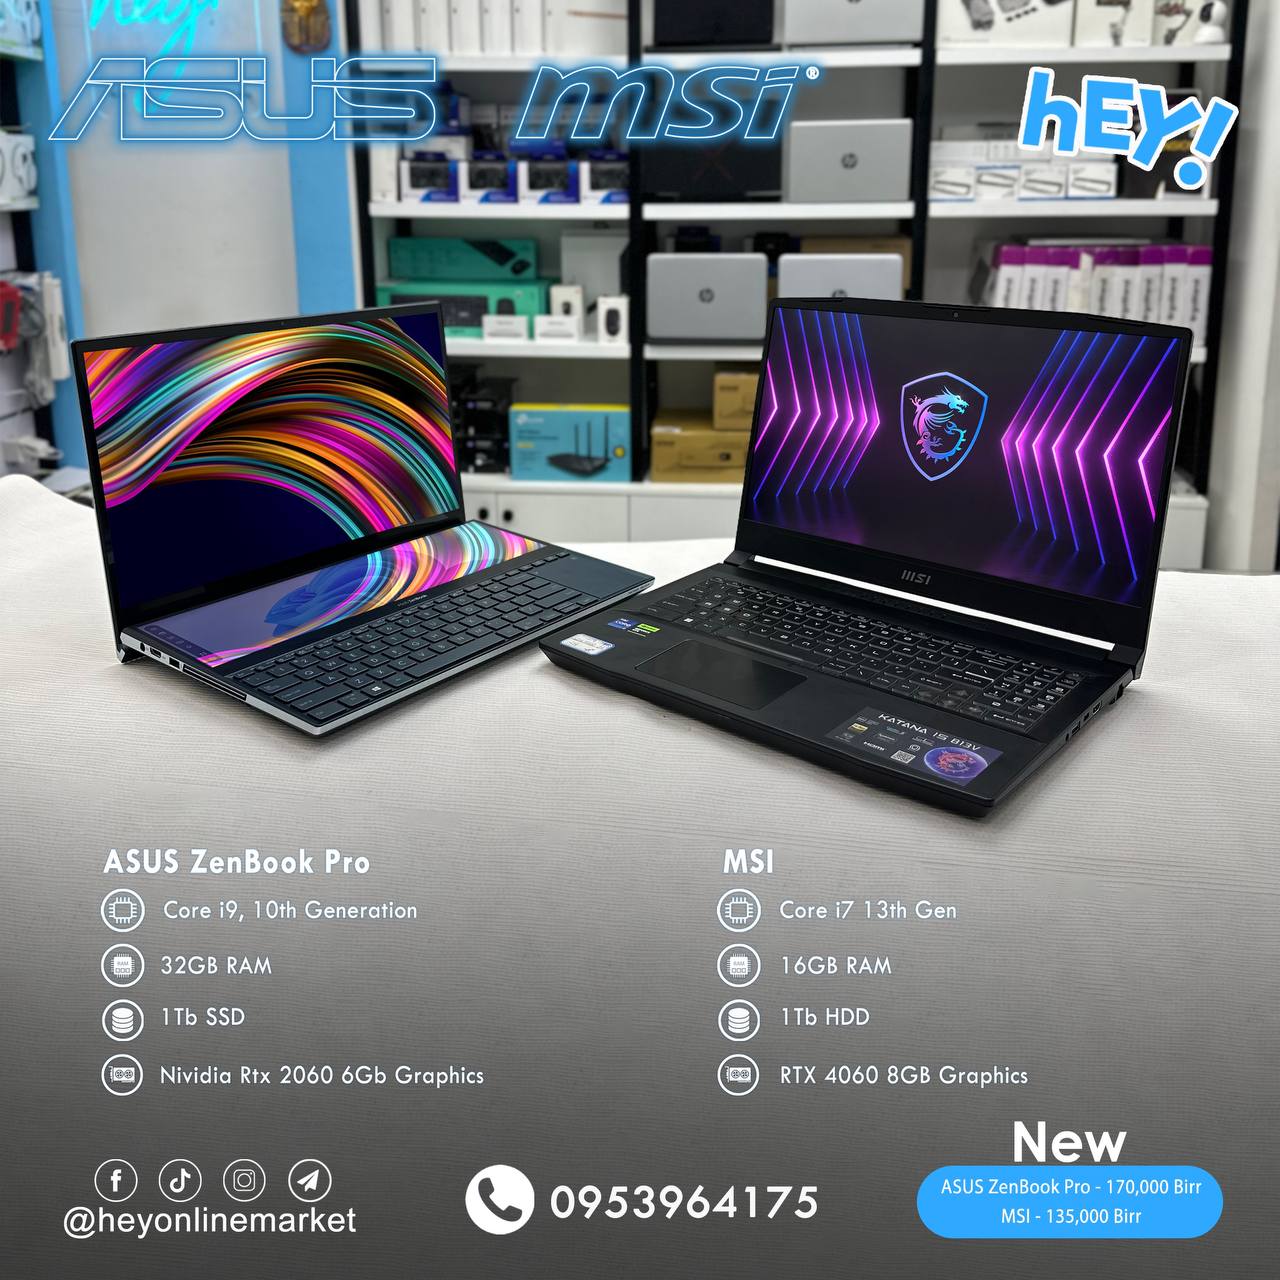 hey
ASUS
msi®
hEY!
msi
KATANA 15 B13V
HDMI
ASUS ZenBook Pro
Core i9, 10th Generation
32GB RAM
1Tb SSD
Nividia Rtx 2060 6Gb Graphics
MSI
Core i7 13th Gen
16GB RAM
1Tb HDD
RTX 4060 8GB Graphics
@heyonlinemarket
0953964175
New
ASUS ZenBook Pro - 170,000 Birr
MSI - 135,000 Birr